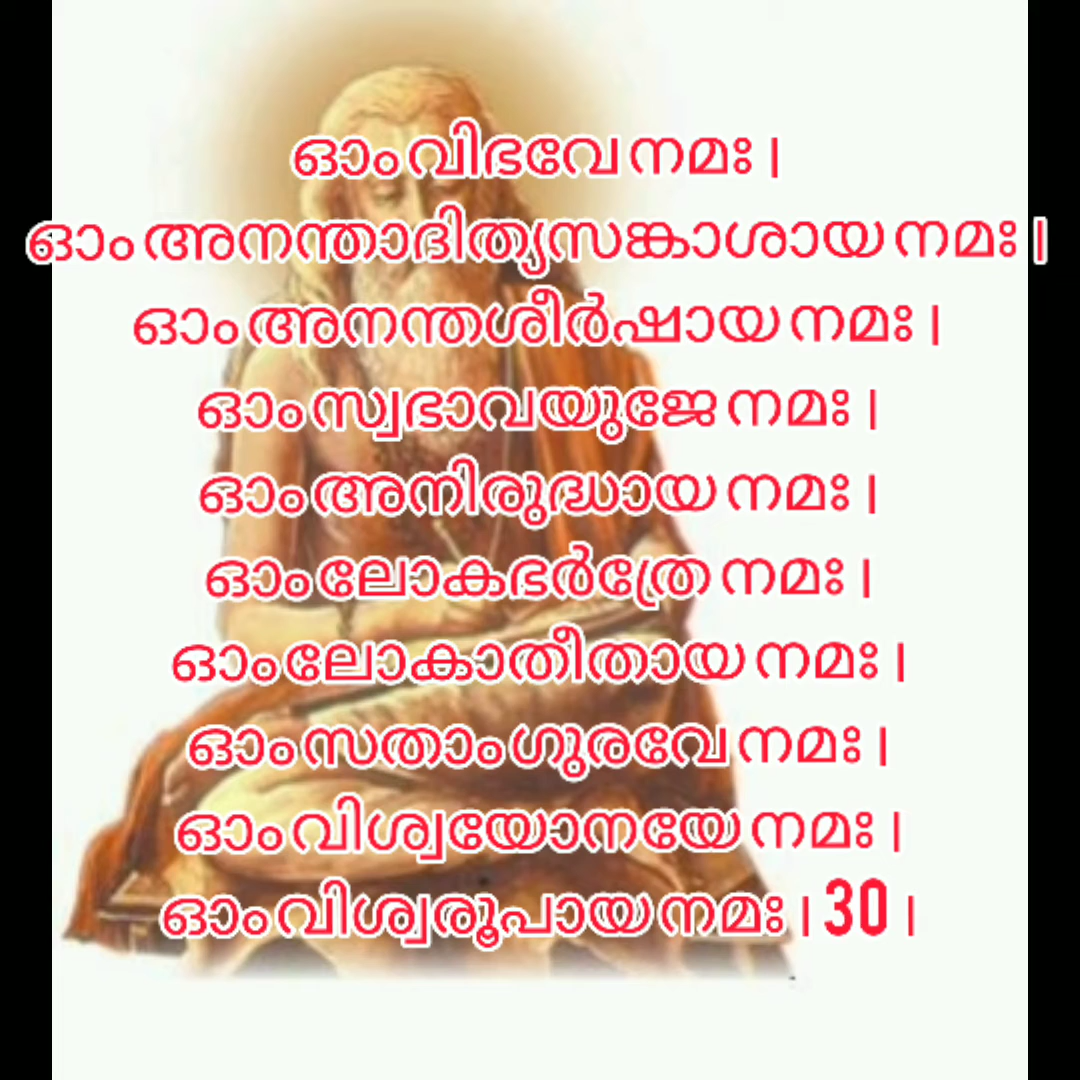 ഓം വിഭവേ നമഃ |
ഓം അനന്താദിത്യസങ്കാശായ നമഃ |
ഓം അനന്തശീർഷായ നമഃ |
ഓം സ്വഭാവയുജേ നമഃ |
ഓം അനിരുദ്ധായ നമഃ |
ഓം ലോകഭർത്രേ നമഃ |
ഓം ലോകാതീതായ നമഃ |
ഓം സതാം ഗുരവേ നമഃ |
ഓം വിശ്വയോനയേ നമഃ |
ഓം വിശ്വരൂപായ നമഃ | 30 |